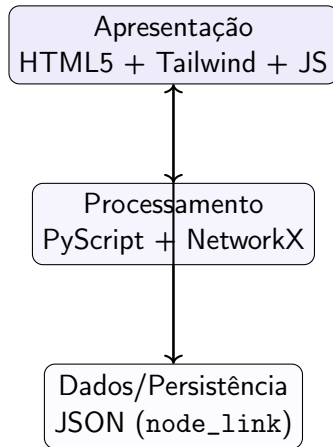 Apresentação
HTML5 + Tailwind + JS
Processamento
PyScript + NetworkX
Dados/Persistência
JSON (node_link)